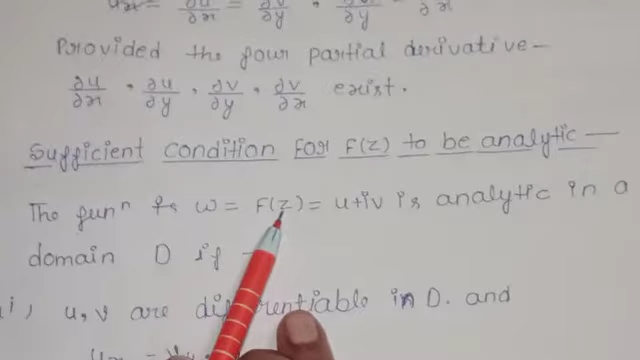 ∂u/∂x = ∂v/∂y . ∂v/∂x
Provided the four partial derivative—
∂u/∂x , ∂u/∂y , ∂v/∂y , ∂v/∂x exist.
Sufficient condition for f(z) to be analytic —
The funⁿ w = f(z) = u+iv is analytic in a
domain D if -
i) u, v are differentiable in D. and